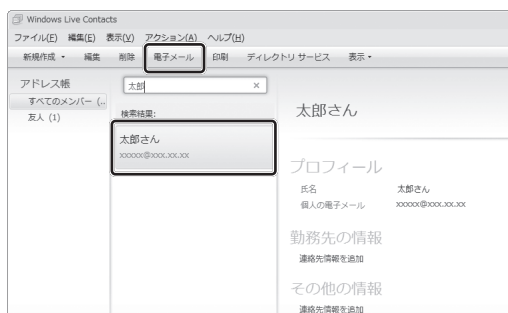 Windows Live Contacts
ファイル(F) 編集(E) 表示(V) アクション(A) ヘルプ(H)
新規作成 編集 削除 電子メール 印刷 ディレクトリ サービス 表示
アドレス帳
すべてのメンバー (..
友人 (1)
太郎 ×
検索結果:
太郎さん
xxxxx@xxx.xx.xx
太郎さん
プロフィール
氏名 太郎さん
個人の電子メール xxxxx@xxx.xx.xx
勤務先の情報
連絡先情報を追加
その他の情報
連絡先情報を追加